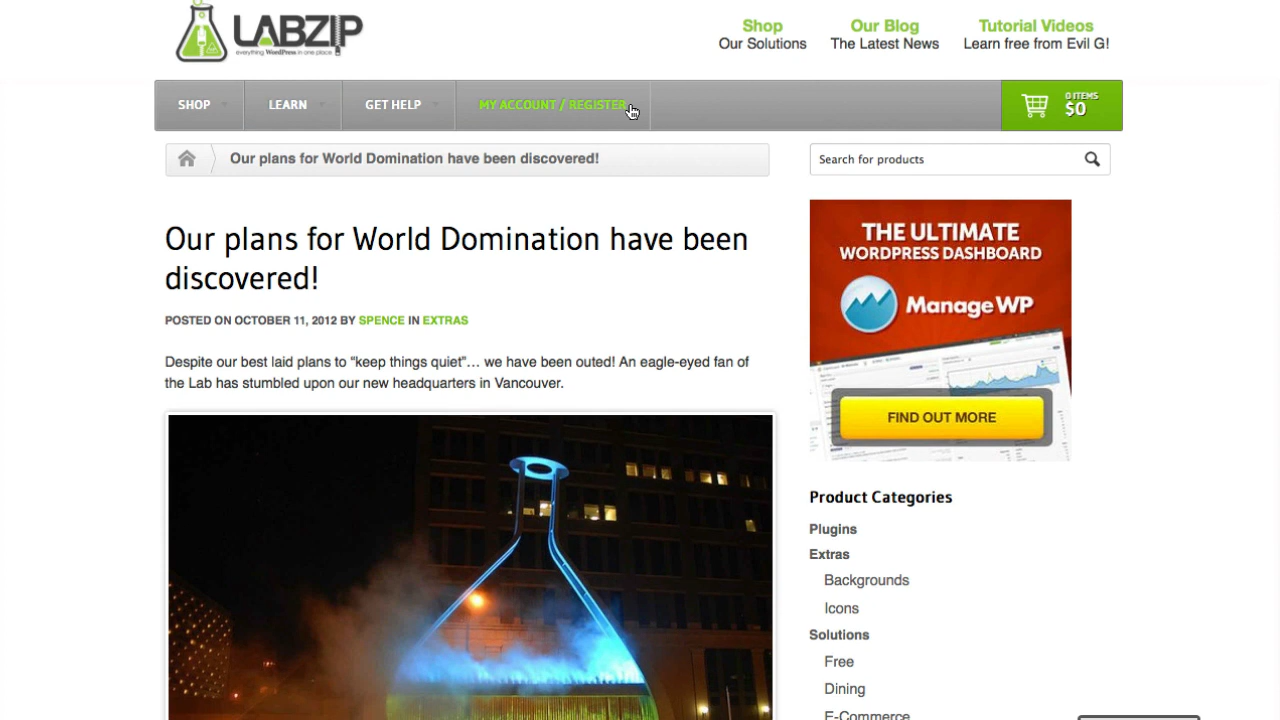 LABZIP
everything WordPress in one place
Shop
Our Solutions
Our Blog
The Latest News
Tutorial Videos
Learn free from Evil G!
SHOP
LEARN
GET HELP
MY ACCOUNT / REGISTER
0 ITEMS
$0
Our plans for World Domination have been discovered!
Search for products
Our plans for World Domination have been
discovered!
POSTED ON OCTOBER 11, 2012 BY SPENCE IN EXTRAS
Despite our best laid plans to “keep things quiet”… we have been outed! An eagle-eyed fan of
the Lab has stumbled upon our new headquarters in Vancouver.
THE ULTIMATE
WORDPRESS DASHBOARD
ManageWP
FIND OUT MORE
Product Categories
Plugins
Extras
Backgrounds
Icons
Solutions
Free
Dining
E-Commerce